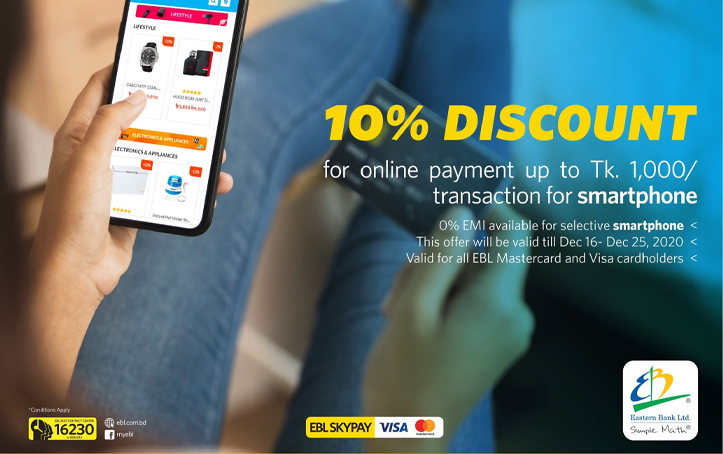 LIFESTYLE
LIFESTYLE
ELECTRONICS & APPLIANCES
ELECTRONICS & APPLIANCES
10% DISCOUNT
for online payment up to Tk. 1,000/
transaction for smartphone
0% EMI available for selective smartphone <
This offer will be valid till Dec 16- Dec 25, 2020 <
Valid for all EBL Mastercard and Visa cardholders <
*Conditions Apply
16230
ebl.com.bd
myebl
EBL SKYPAY VISA mastercard
Eastern Bank Ltd.
Simple Math®